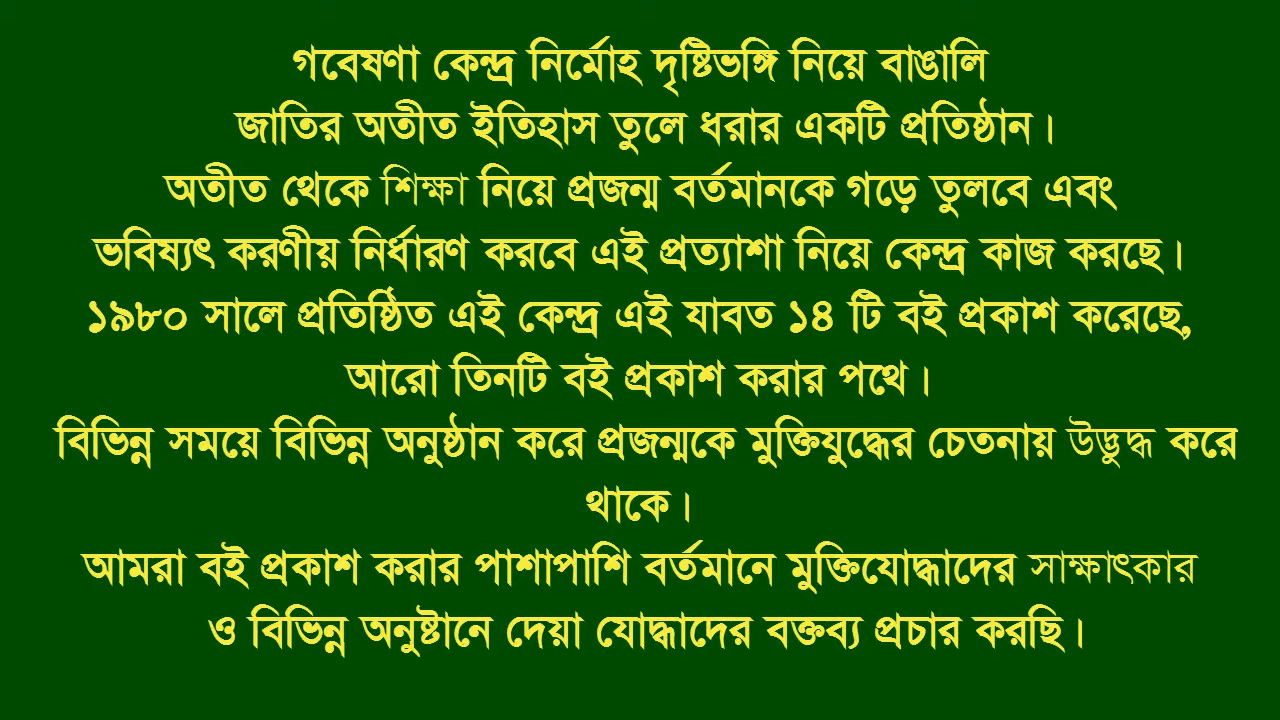 গবেষণা কেন্দ্র নির্মোহ দৃষ্টিভঙ্গি নিয়ে বাঙালি
জাতির অতীত ইতিহাস তুলে ধরার একটি প্রতিষ্ঠান।
অতীত থেকে শিক্ষা নিয়ে প্রজন্ম বর্তমানকে গড়ে তুলবে এবং
ভবিষ্যৎ করণীয় নির্ধারণ করবে এই প্রত্যাশা নিয়ে কেন্দ্র কাজ করছে।
১৯৮০ সালে প্রতিষ্ঠিত এই কেন্দ্র এই যাবত ১৪ টি বই প্রকাশ করেছে,
আরো তিনটি বই প্রকাশ করার পথে।
বিভিন্ন সময়ে বিভিন্ন অনুষ্ঠান করে প্রজন্মকে মুক্তিযুদ্ধের চেতনায় উদ্ভুদ্ধ করে
থাকে।
আমরা বই প্রকাশ করার পাশাপাশি বর্তমানে মুক্তিযোদ্ধাদের সাক্ষাৎকার
ও বিভিন্ন অনুষ্টানে দেয়া যোদ্ধাদের বক্তব্য প্রচার করছি।